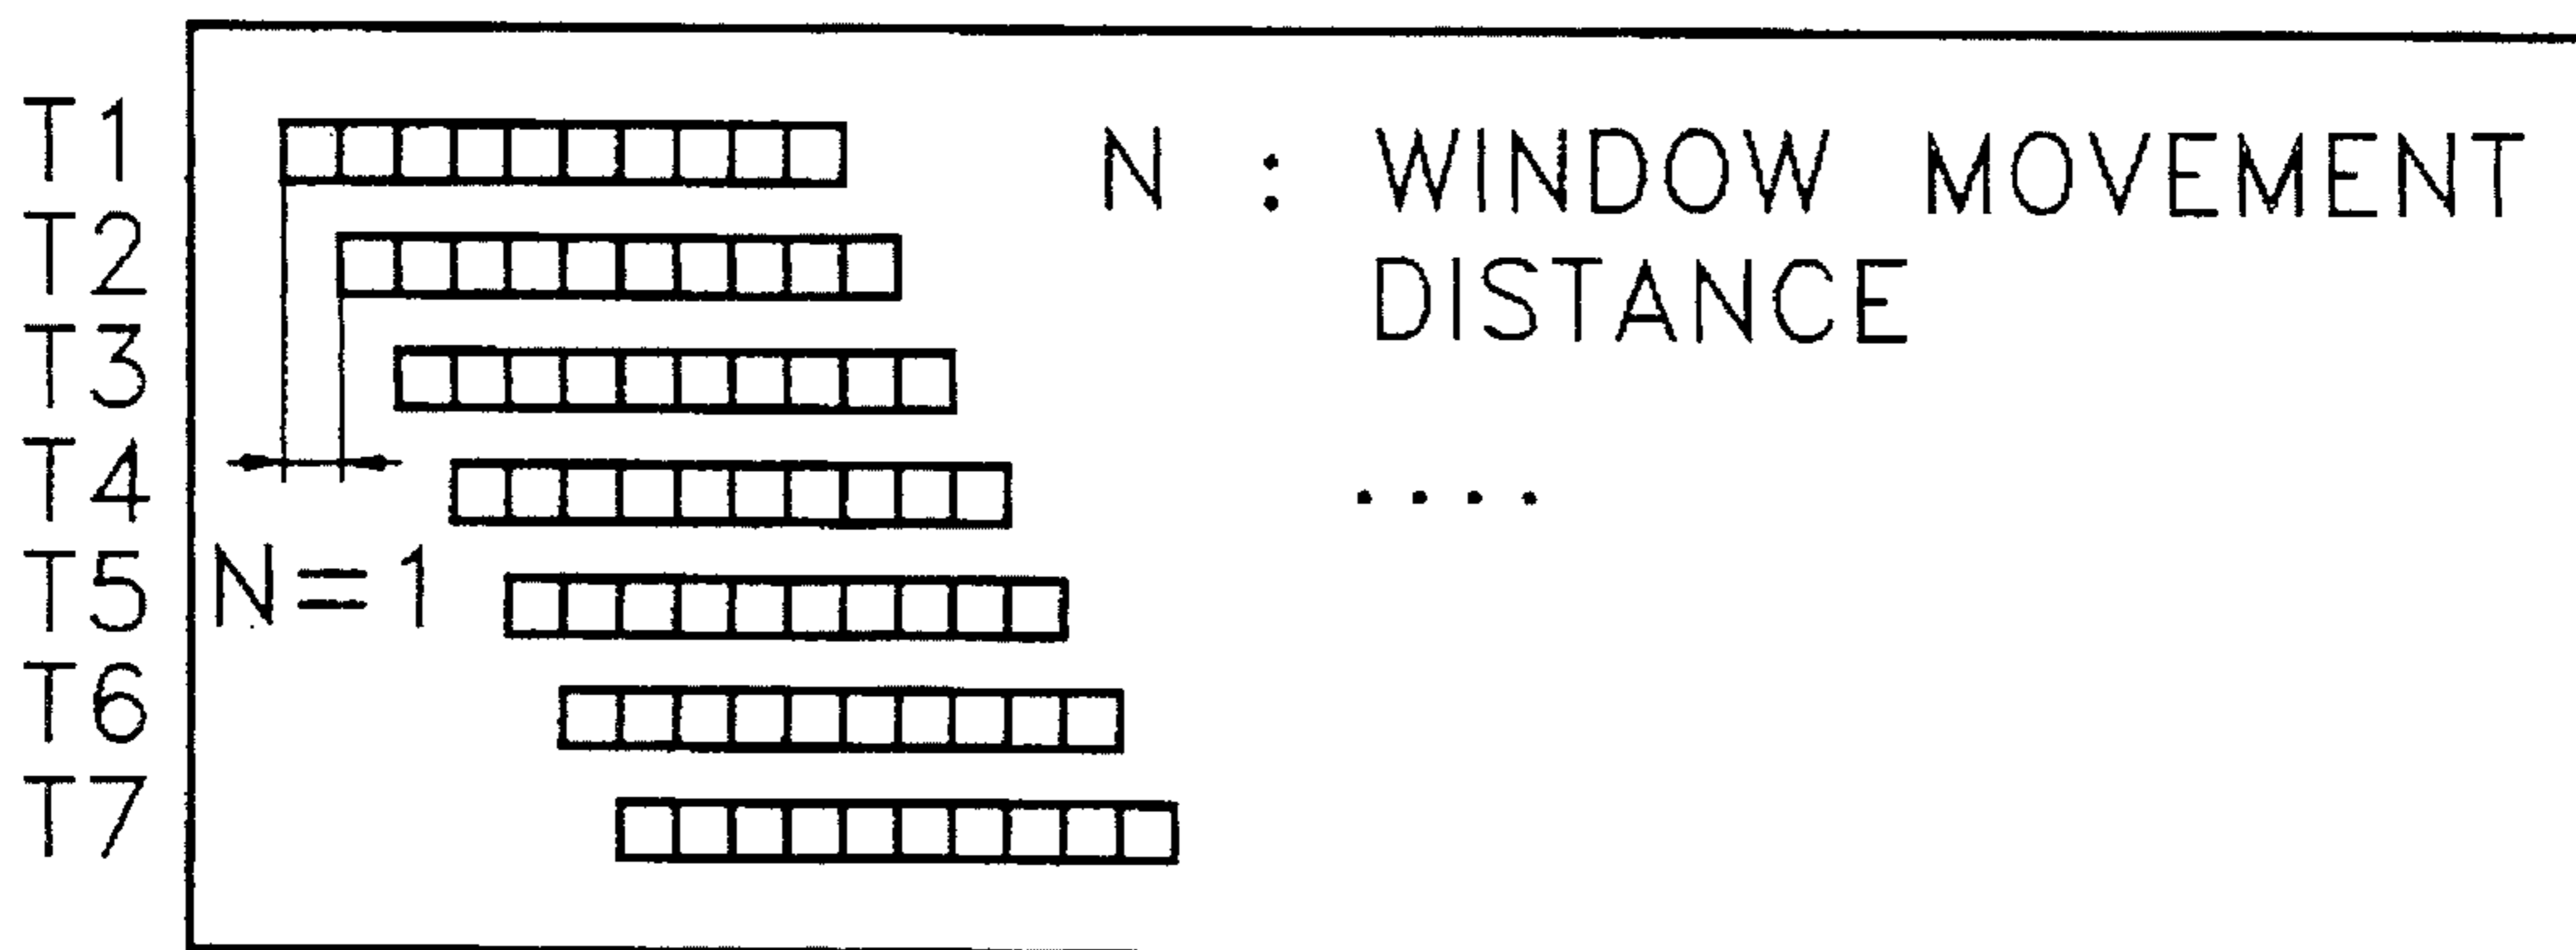 T1
N : WINDOW MOVEMENT
T2
DISTANCE
T3
T4
....
T5 N=1
T6
T7